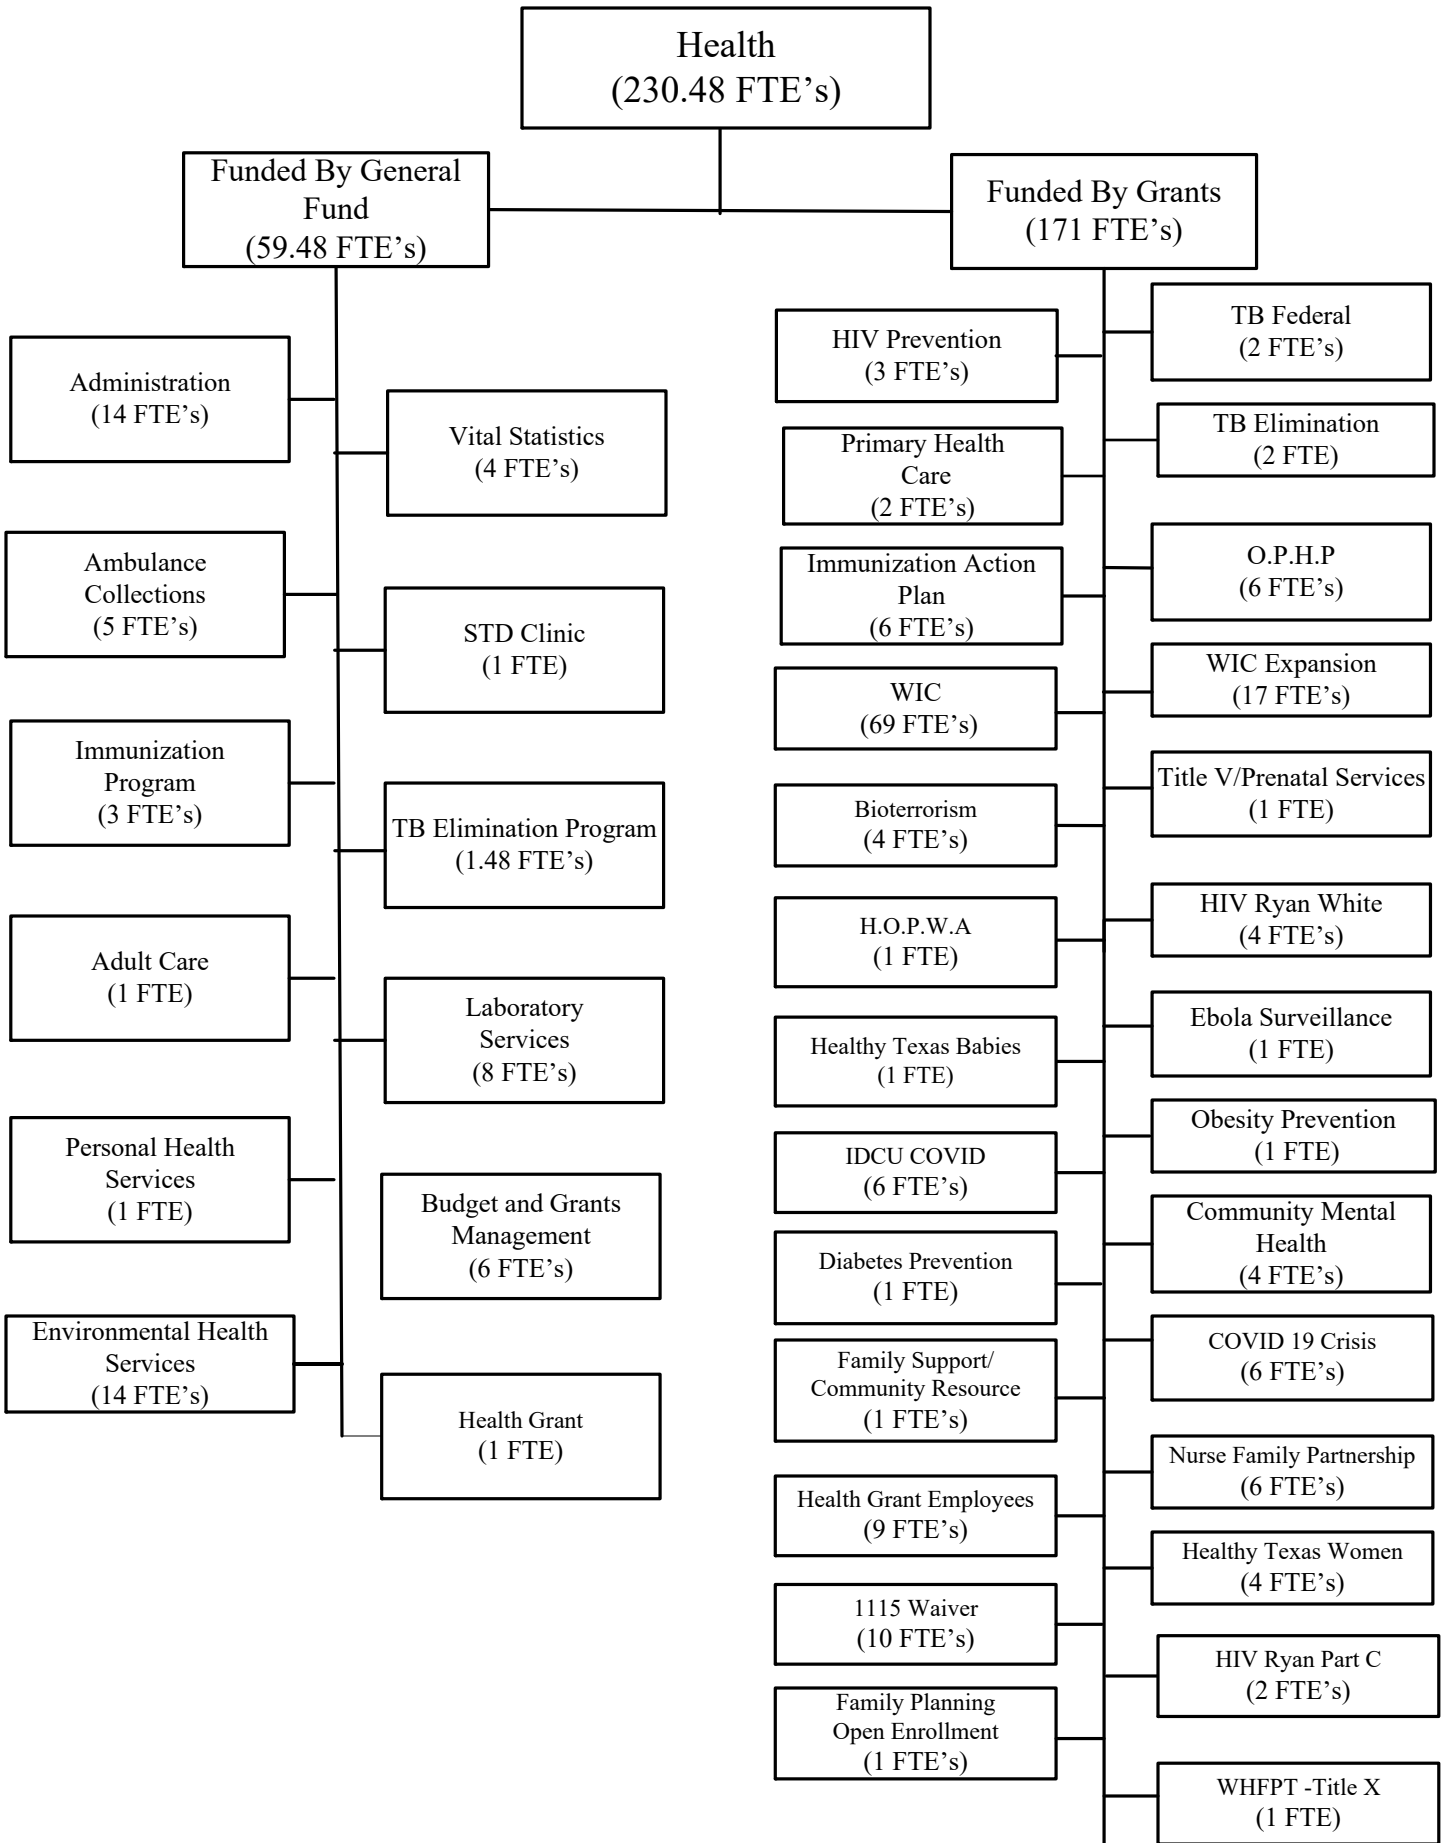 Health
(230.48 FTE’s)
Funded By General
Fund
(59.48 FTE’s)
Funded By Grants
(171 FTE’s)
Administration
(14 FTE’s)
Vital Statistics
(4 FTE’s)
Ambulance
Collections
(5 FTE’s)
STD Clinic
(1 FTE)
Immunization
Program
(3 FTE’s)
TB Elimination Program
(1.48 FTE’s)
Adult Care
(1 FTE)
Laboratory
Services
(8 FTE’s)
Personal Health
Services
(1 FTE)
Budget and Grants
Management
(6 FTE’s)
Environmental Health
Services
(14 FTE’s)
Health Grant
(1 FTE)
HIV Prevention
(3 FTE’s)
TB Federal
(2 FTE’s)
Primary Health
Care
(2 FTE’s)
TB Elimination
(2 FTE)
Immunization Action
Plan
(6 FTE’s)
O.P.H.P
(6 FTE’s)
WIC
(69 FTE’s)
WIC Expansion
(17 FTE’s)
Bioterrorism
(4 FTE’s)
Title V/Prenatal Services
(1 FTE)
H.O.P.W.A
(1 FTE)
HIV Ryan White
(4 FTE’s)
Healthy Texas Babies
(1 FTE)
Ebola Surveillance
(1 FTE)
IDCU COVID
(6 FTE’s)
Obesity Prevention
(1 FTE)
Diabetes Prevention
(1 FTE)
Community Mental
Health
(4 FTE’s)
Family Support/
Community Resource
(1 FTE’s)
COVID 19 Crisis
(6 FTE’s)
Health Grant Employees
(9 FTE’s)
Nurse Family Partnership
(6 FTE’s)
1115 Waiver
(10 FTE’s)
Healthy Texas Women
(4 FTE’s)
Family Planning
Open Enrollment
(1 FTE’s)
HIV Ryan Part C
(2 FTE’s)
WHFPT -Title X
(1 FTE)